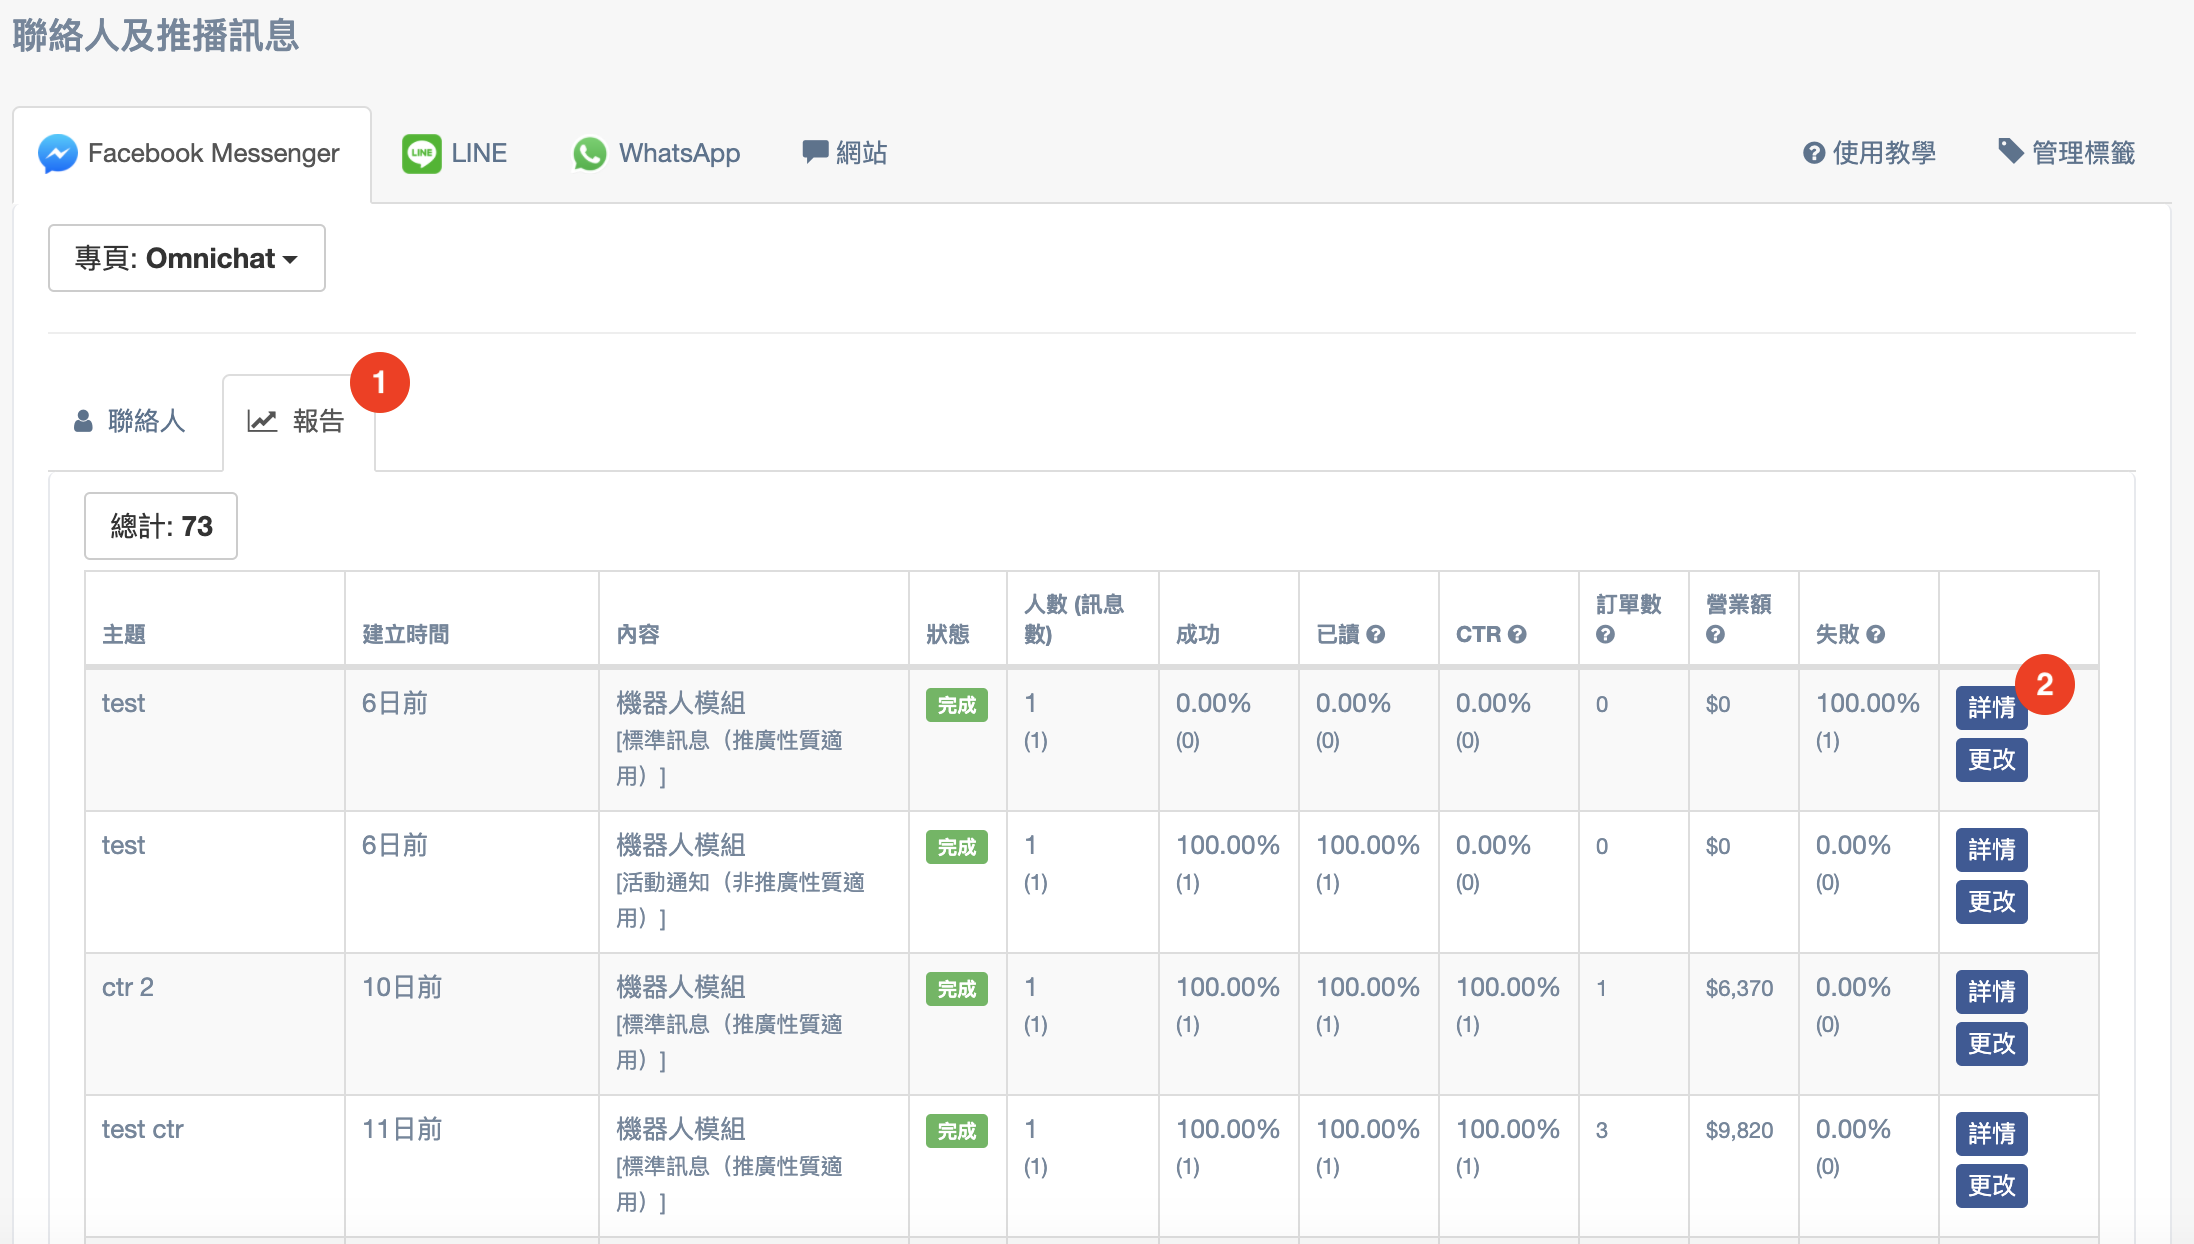 聯絡人及推播訊息
Facebook Messenger
LINE
LINE
WhatsApp
網站
使用教學
管理標籤
專頁: Omnichat
聯絡人
報告
1
總計: 73
主題
建立時間
內容
狀態
人數 (訊息
數)
成功
已讀
CTR
訂單數
營業額
失敗
2
test
6日前
機器人模組
[標準訊息（推廣性質適
用）]
完成
1
(1)
0.00%
(0)
0.00%
(0)
0.00%
(0)
0
$0
100.00%
(1)
詳情
更改
test
6日前
機器人模組
[活動通知（非推廣性質適
用）]
完成
1
(1)
100.00%
(1)
100.00%
(1)
0.00%
(0)
0
$0
0.00%
(0)
詳情
更改
ctr 2
10日前
機器人模組
[標準訊息（推廣性質適
用）]
完成
1
(1)
100.00%
(1)
100.00%
(1)
100.00%
(1)
1
$6,370
0.00%
(0)
詳情
更改
test ctr
11日前
機器人模組
[標準訊息（推廣性質適
用）]
完成
1
(1)
100.00%
(1)
100.00%
(1)
100.00%
(1)
3
$9,820
0.00%
(0)
詳情
更改